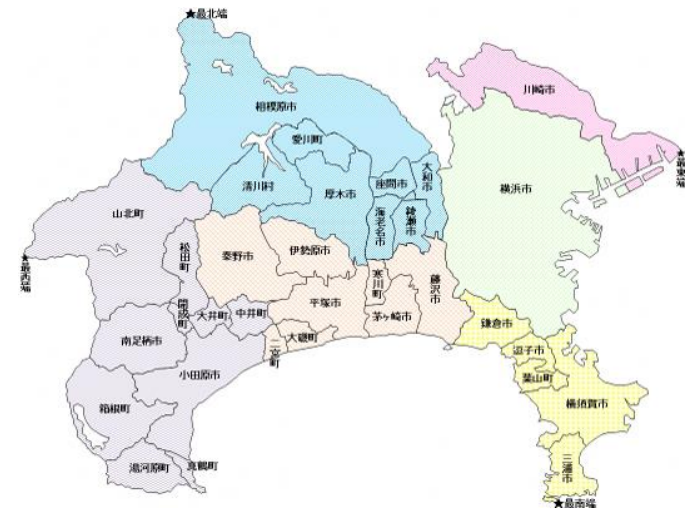 ★最北端
川崎市
相模原市
愛川町
★最東端
大和市
座間市
清川村
厚木市
横浜市
山北町
海老名市
綾瀬市
松田町
秦野市
伊勢原市
★最西端
寒川町
藤沢市
開成町
大井町
中井町
平塚市
茅ヶ崎市
鎌倉市
南足柄市
大磯町
二宮町
逗子市
小田原市
葉山町
箱根町
横須賀市
湯河原町
真鶴町
三浦市
★最南端